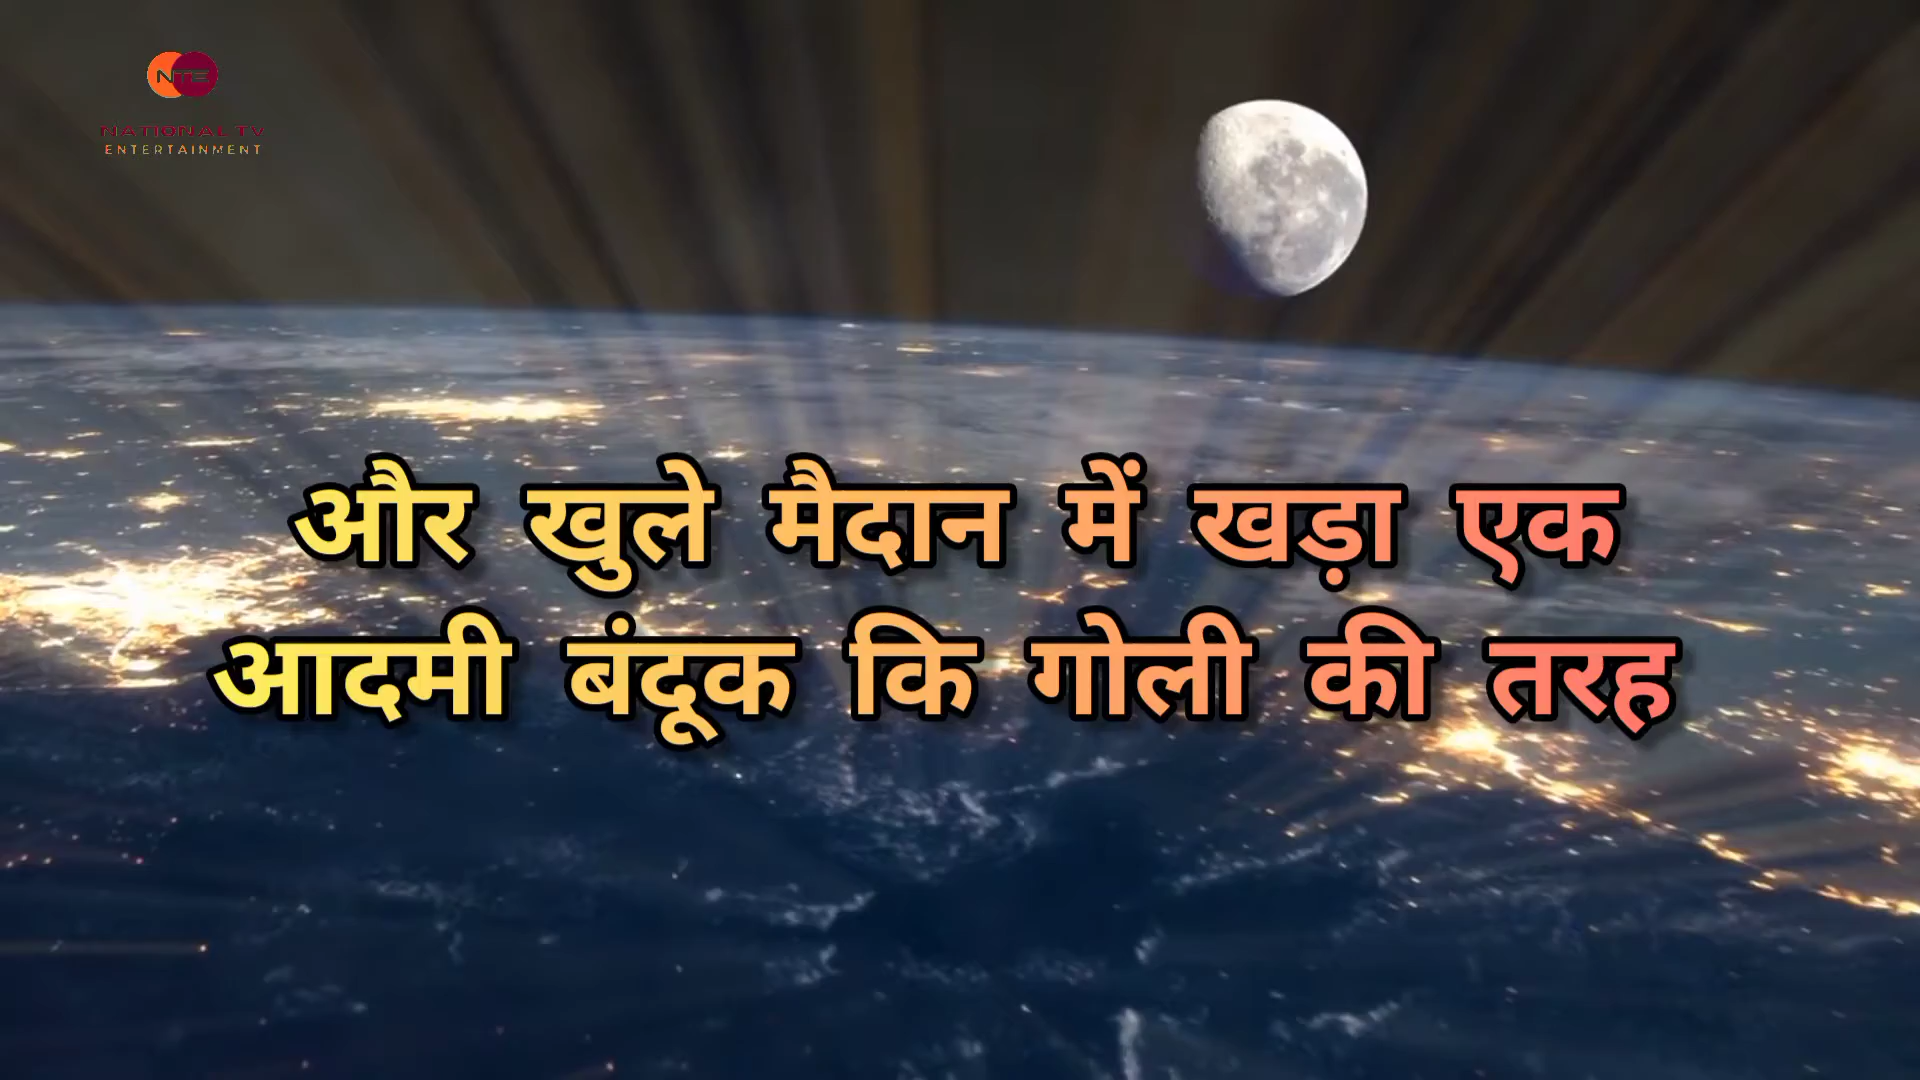 NTE
NATIONAL TV
ENTERTAINMENT
और खुले मैदान में खड़ा एक
आदमी बंदूक कि गोली की तरह